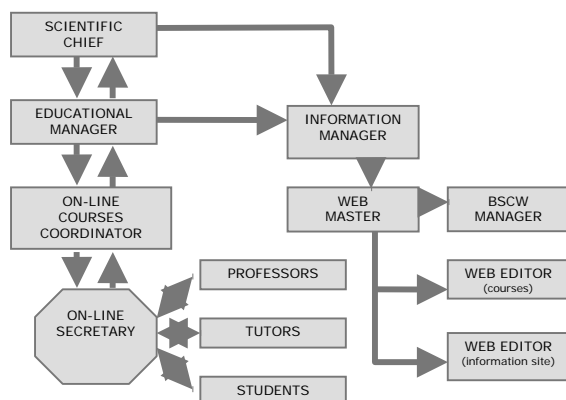 SCIENTIFIC
CHIEF
EDUCATIONAL
MANAGER
INFORMATION
MANAGER
ON-LINE
COURSES
COORDINATOR
WEB
MASTER
BSCW
MANAGER
PROFESSORS
WEB EDITOR
(courses)
ON-LINE
SECRETARY
TUTORS
WEB EDITOR
(information site)
STUDENTS